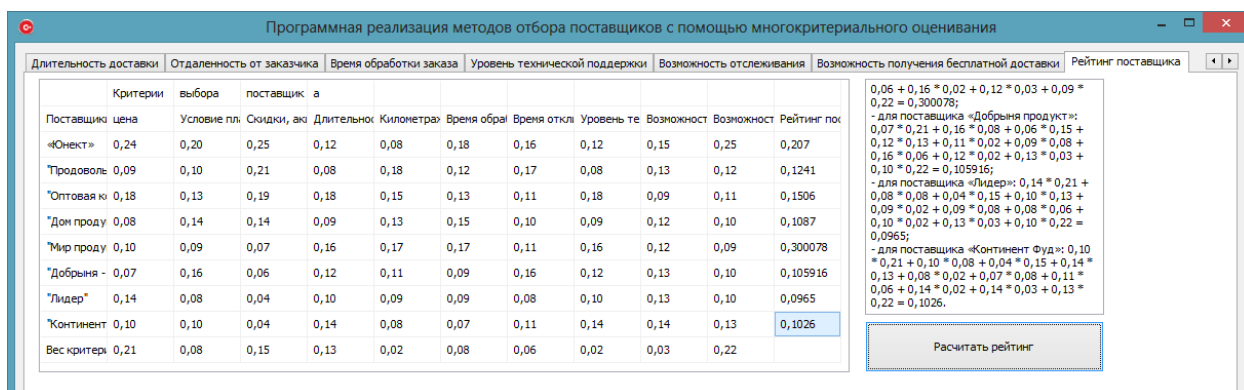 Программная реализация методов отбора поставщиков с помощью многокритериального оценивания
Длительность доставки Отдаленность от заказчика Время обработки заказа Уровень технической поддержки Возможность отслеживания Возможность получения бесплатной доставки Рейтинг поставщика
Критерии выбора поставщик а
Поставщики цена Условие пла Скидки, акц Длительнос Километраж Время обраб Время откли Уровень те Возможност Возможност Рейтинг пос
«Юнект» 0,24 0,20 0,25 0,12 0,08 0,18 0,16 0,12 0,15 0,25 0,207
"Продоволь 0,09 0,10 0,21 0,08 0,18 0,12 0,17 0,08 0,13 0,12 0,1241
"Оптовая ко 0,18 0,13 0,19 0,18 0,15 0,13 0,11 0,18 0,09 0,11 0,1506
"Дом проду 0,08 0,14 0,14 0,09 0,13 0,15 0,10 0,09 0,12 0,10 0,1087
"Мир проду 0,10 0,09 0,07 0,16 0,17 0,17 0,11 0,16 0,12 0,09 0,300078
"Добрыня - 0,07 0,16 0,06 0,12 0,11 0,09 0,16 0,12 0,13 0,10 0,105916
"Лидер" 0,14 0,08 0,04 0,10 0,09 0,09 0,08 0,10 0,13 0,10 0,0965
"Континент 0,10 0,10 0,04 0,14 0,08 0,07 0,11 0,14 0,14 0,13 0,1026
Вес критери 0,21 0,08 0,15 0,13 0,02 0,08 0,06 0,02 0,03 0,22
0,06 + 0,16 * 0,02 + 0,12 * 0,03 + 0,09 *
0,22 = 0,300078;
- для поставщика «Добрыня продукт»:
0,07 * 0,21 + 0,16 * 0,08 + 0,06 * 0,15 +
0,12 * 0,13 + 0,11 * 0,02 + 0,09 * 0,08 +
0,16 * 0,06 + 0,12 * 0,02 + 0,13 * 0,03 +
0,10 * 0,22 = 0,105916;
- для поставщика «Лидер»: 0,14 * 0,21 +
0,08 * 0,08 + 0,04 * 0,15 + 0,10 * 0,13 +
0,09 * 0,02 + 0,09 * 0,08 + 0,08 * 0,06 +
0,10 * 0,02 + 0,13 * 0,03 + 0,10 * 0,22 =
0,0965;
- для поставщика «Континент Фуд»: 0,10
* 0,21 + 0,10 * 0,08 + 0,04 * 0,15 + 0,14 *
0,13 + 0,08 * 0,02 + 0,07 * 0,08 + 0,11 *
0,06 + 0,14 * 0,02 + 0,14 * 0,03 + 0,13 *
0,22 = 0,1026.
Расчитать рейтинг